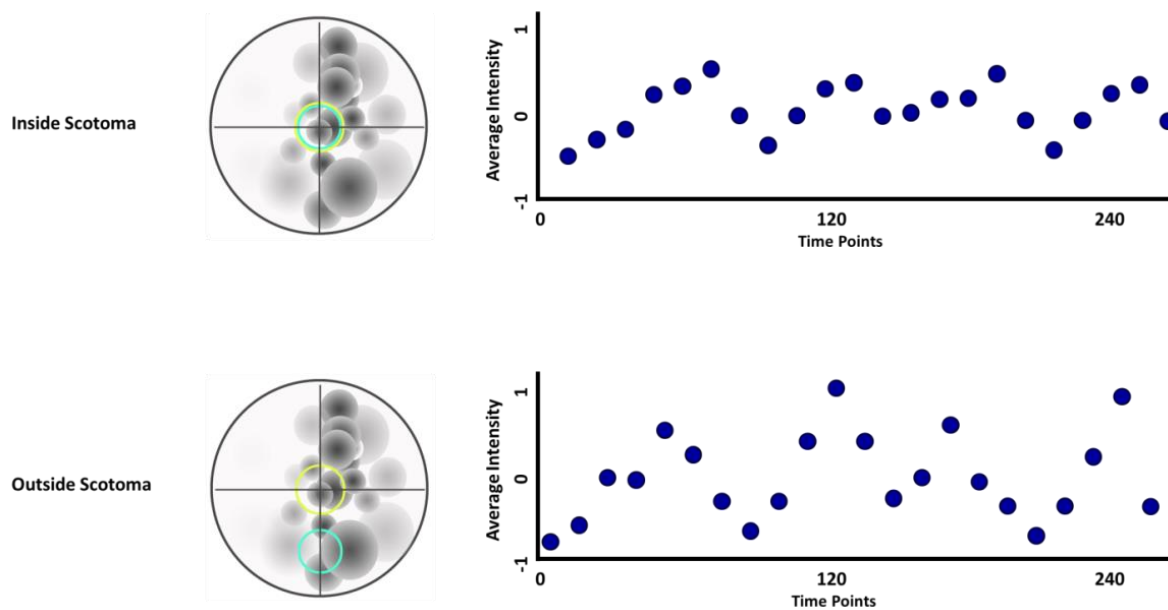 Inside Scotoma
Average Intensity
1
0
-1
0
120
240
Time Points
Outside Scotoma
Average Intensity
1
0
-1
0
120
240
Time Points